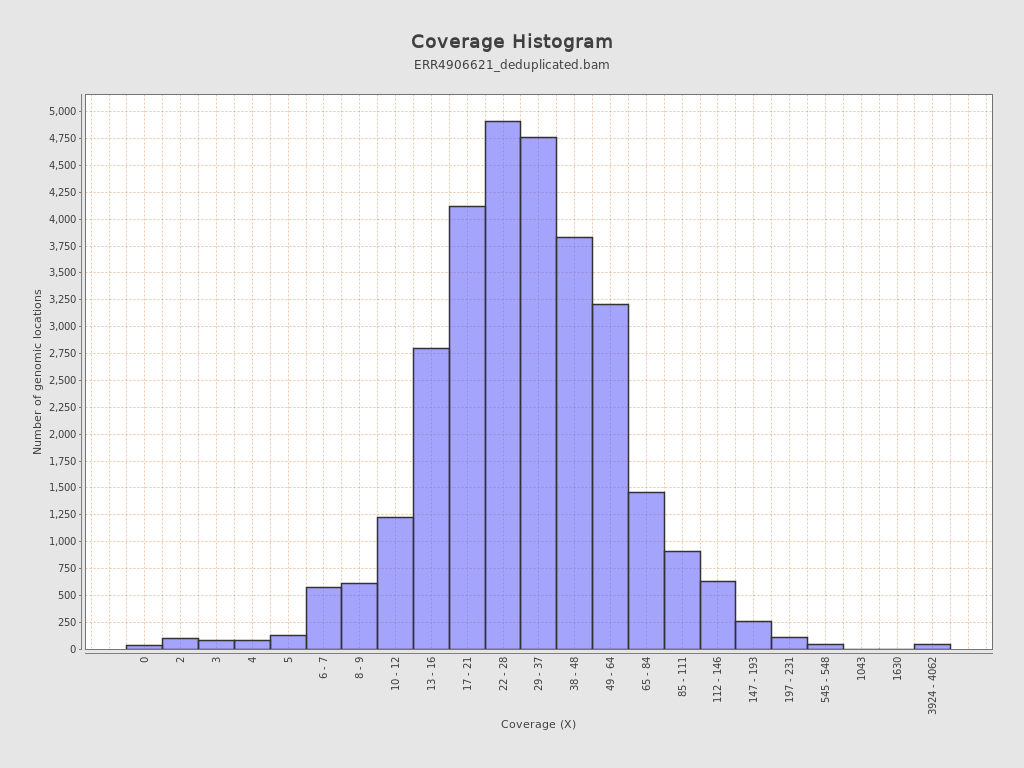 Coverage Histogram
ERR4906621_deduplicated.bam
Number of genomic locations
5,000
4,750
4,500
4,250
4,000
3,750
3,500
3,250
3,000
2,750
2,500
2,250
2,000
1,750
1,500
1,250
1,000
750
500
250
0
0
2
3
4
5
6 - 7
8 - 9
10 - 12
13 - 16
17 - 21
22 - 28
29 - 37
38 - 48
49 - 64
65 - 84
85 - 111
112 - 146
147 - 193
197 - 231
545 - 548
1043
1630
3924 - 4062
Coverage (X)